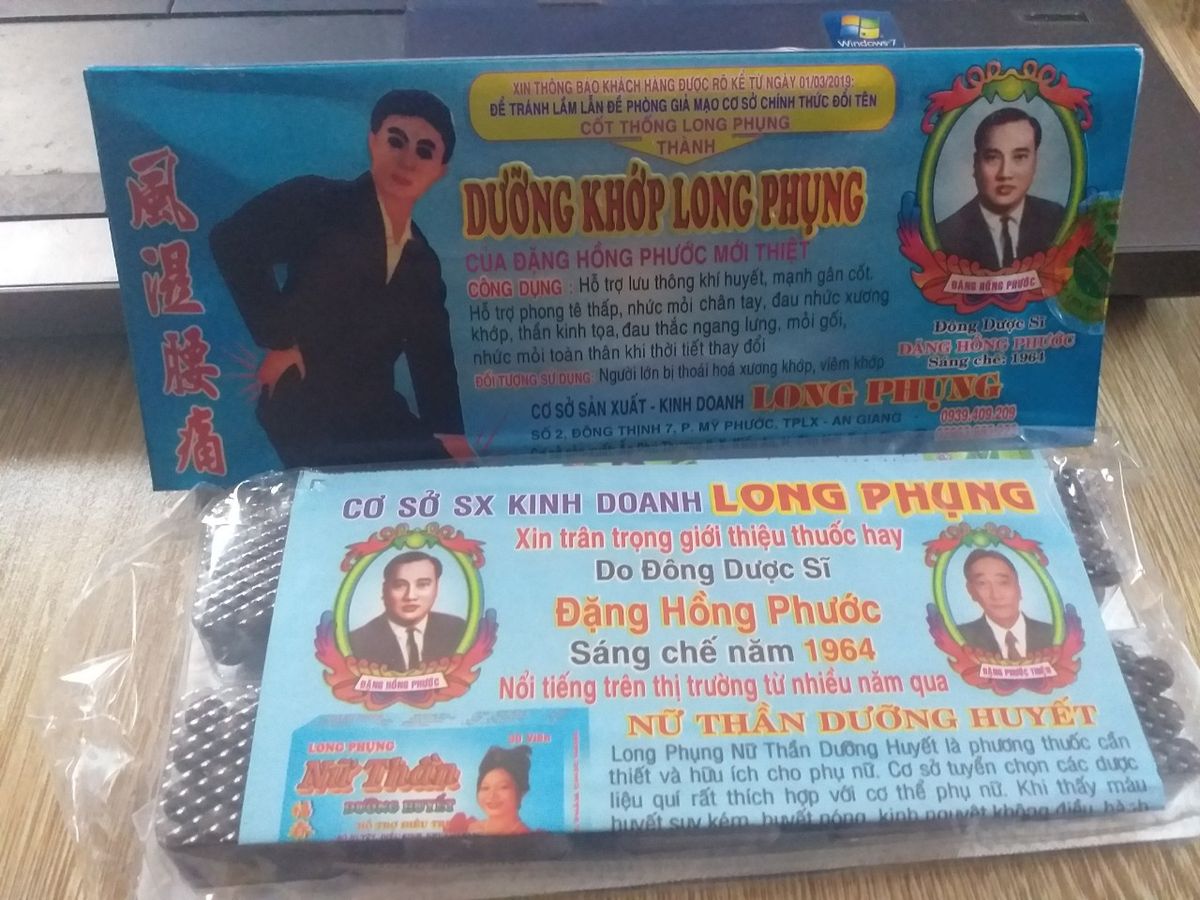 Windows 7
XIN THÔNG BÁO KHÁCH HÀNG ĐƯỢC RÕ KỂ TỪ NGÀY 01/03/2019:
ĐỂ TRÁNH LẦM LẪN ĐỀ PHÒNG GIẢ MẠO CƠ SỞ CHÍNH THỨC ĐỔI TÊN
CỐT THỐNG LONG PHỤNG
THÀNH
DƯỠNG KHỚP LONG PHỤNG
CỦA ĐẶNG HỒNG PHƯỚC MỚI THIỆT
CÔNG DỤNG : Hỗ trợ lưu thông khí huyết, mạnh gân cốt,
Hỗ trợ phong tê thấp, nhức mỏi chân tay, đau nhức xương
khớp, thần kinh tọa, đau thắc ngang lưng, mỏi gối,
nhức mỏi toàn thân khi thời tiết thay đổi
ĐỐI TƯỢNG SỬ DỤNG: Người lớn bị thoái hoá xương khớp, viêm khớp
CƠ SỞ SẢN XUẤT - KINH DOANH LONG PHỤNG
SỐ 2, ĐÔNG THỊNH 7, P. MỸ PHƯỚC, TPLX - AN GIANG
0939.409.209
風濕腰痛
ĐẶNG HỒNG PHƯỚC
Đông Dược Sĩ
ĐẶNG HỒNG PHƯỚC
Sáng chế: 1964
CƠ SỞ SX KINH DOANH LONG PHỤNG
Xin trân trọng giới thiệu thuốc hay
Do Đông Dược Sĩ
Đặng Hồng Phước
Sáng chế năm 1964
Nổi tiếng trên thị trường từ nhiều năm qua
ĐẶNG HỒNG PHƯỚC
ĐẶNG PHƯỚC THIỆU
NỮ THẦN DƯỠNG HUYẾT
Long Phụng Nữ Thần Dưỡng Huyết là phương thuốc cần
thiết và hữu ích cho phụ nữ. Cơ sở tuyển chọn các dược
liệu quí rất thích hợp với cơ thể phụ nữ. Khi thấy máu
huyết suy kém, huyết nóng, kinh nguyệt không điều,
LONG PHỤNG
Nữ Thần
DƯỠNG HUYẾT